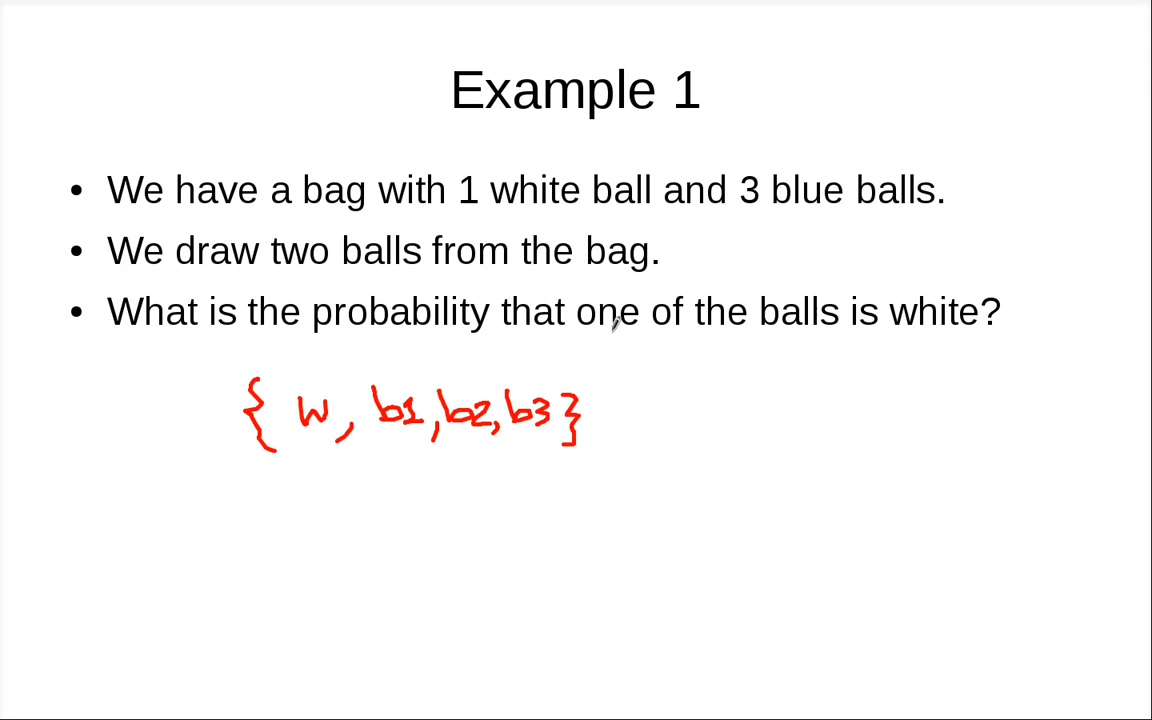 Example 1
• We have a bag with 1 white ball and 3 blue balls.
• We draw two balls from the bag.
• What is the probability that one of the balls is white?
{ w, b1, b2, b3 }